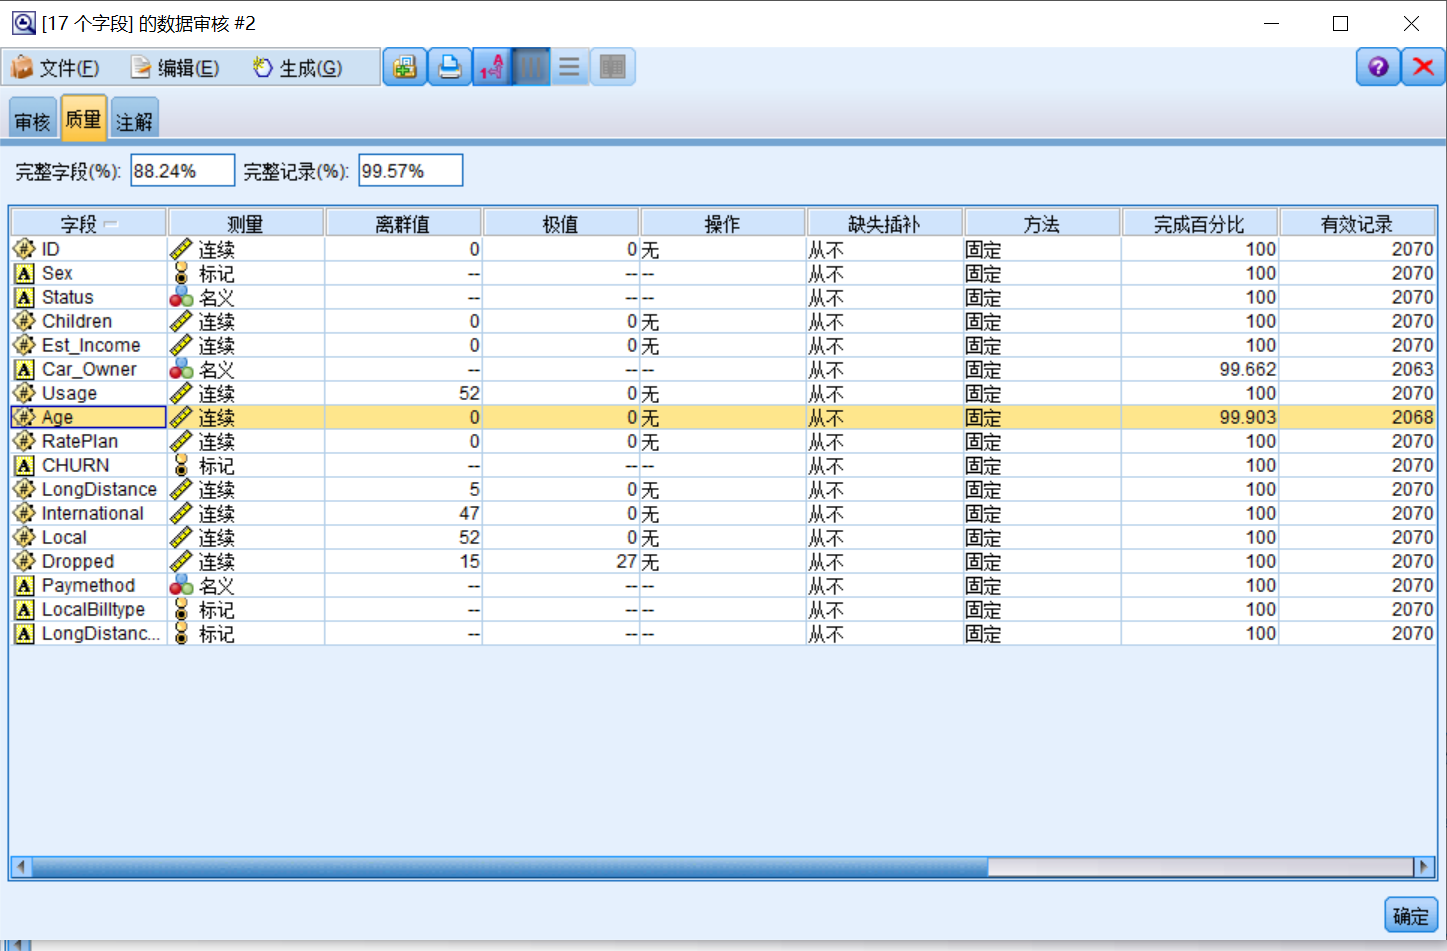 [17 个字段] 的数据审核 #2
文件(F) 编辑(E) 生成(G)
审核 质量 注解
完整字段(%): 88.24% 完整记录(%): 99.57%
字段 测量 离群值 极值 操作 缺失插补 方法 完成百分比 有效记录
ID 连续 0 0 无 从不 固定 100 2070
Sex 标记 -- -- -- 从不 固定 100 2070
Status 名义 -- -- -- 从不 固定 100 2070
Children 连续 0 0 无 从不 固定 100 2070
Est_Income 连续 0 0 无 从不 固定 100 2070
Car_Owner 名义 -- -- -- 从不 固定 99.662 2063
Usage 连续 52 0 无 从不 固定 100 2070
Age 连续 0 0 无 从不 固定 99.903 2068
RatePlan 连续 0 0 无 从不 固定 100 2070
CHURN 标记 -- -- -- 从不 固定 100 2070
LongDistance 连续 5 0 无 从不 固定 100 2070
International 连续 47 0 无 从不 固定 100 2070
Local 连续 52 0 无 从不 固定 100 2070
Dropped 连续 15 27 无 从不 固定 100 2070
Paymethod 名义 -- -- -- 从不 固定 100 2070
LocalBilltype 标记 -- -- -- 从不 固定 100 2070
LongDistanc... 标记 -- -- -- 从不 固定 100 2070
确定